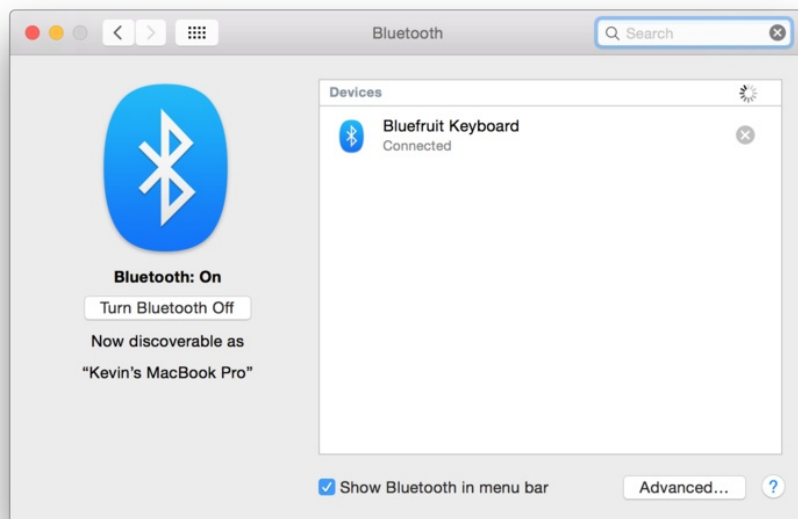 Bluetooth
Search
Devices
Bluefruit Keyboard
Connected
Bluetooth: On
Turn Bluetooth Off
Now discoverable as
“Kevin’s MacBook Pro”
Show Bluetooth in menu bar
Advanced...
?